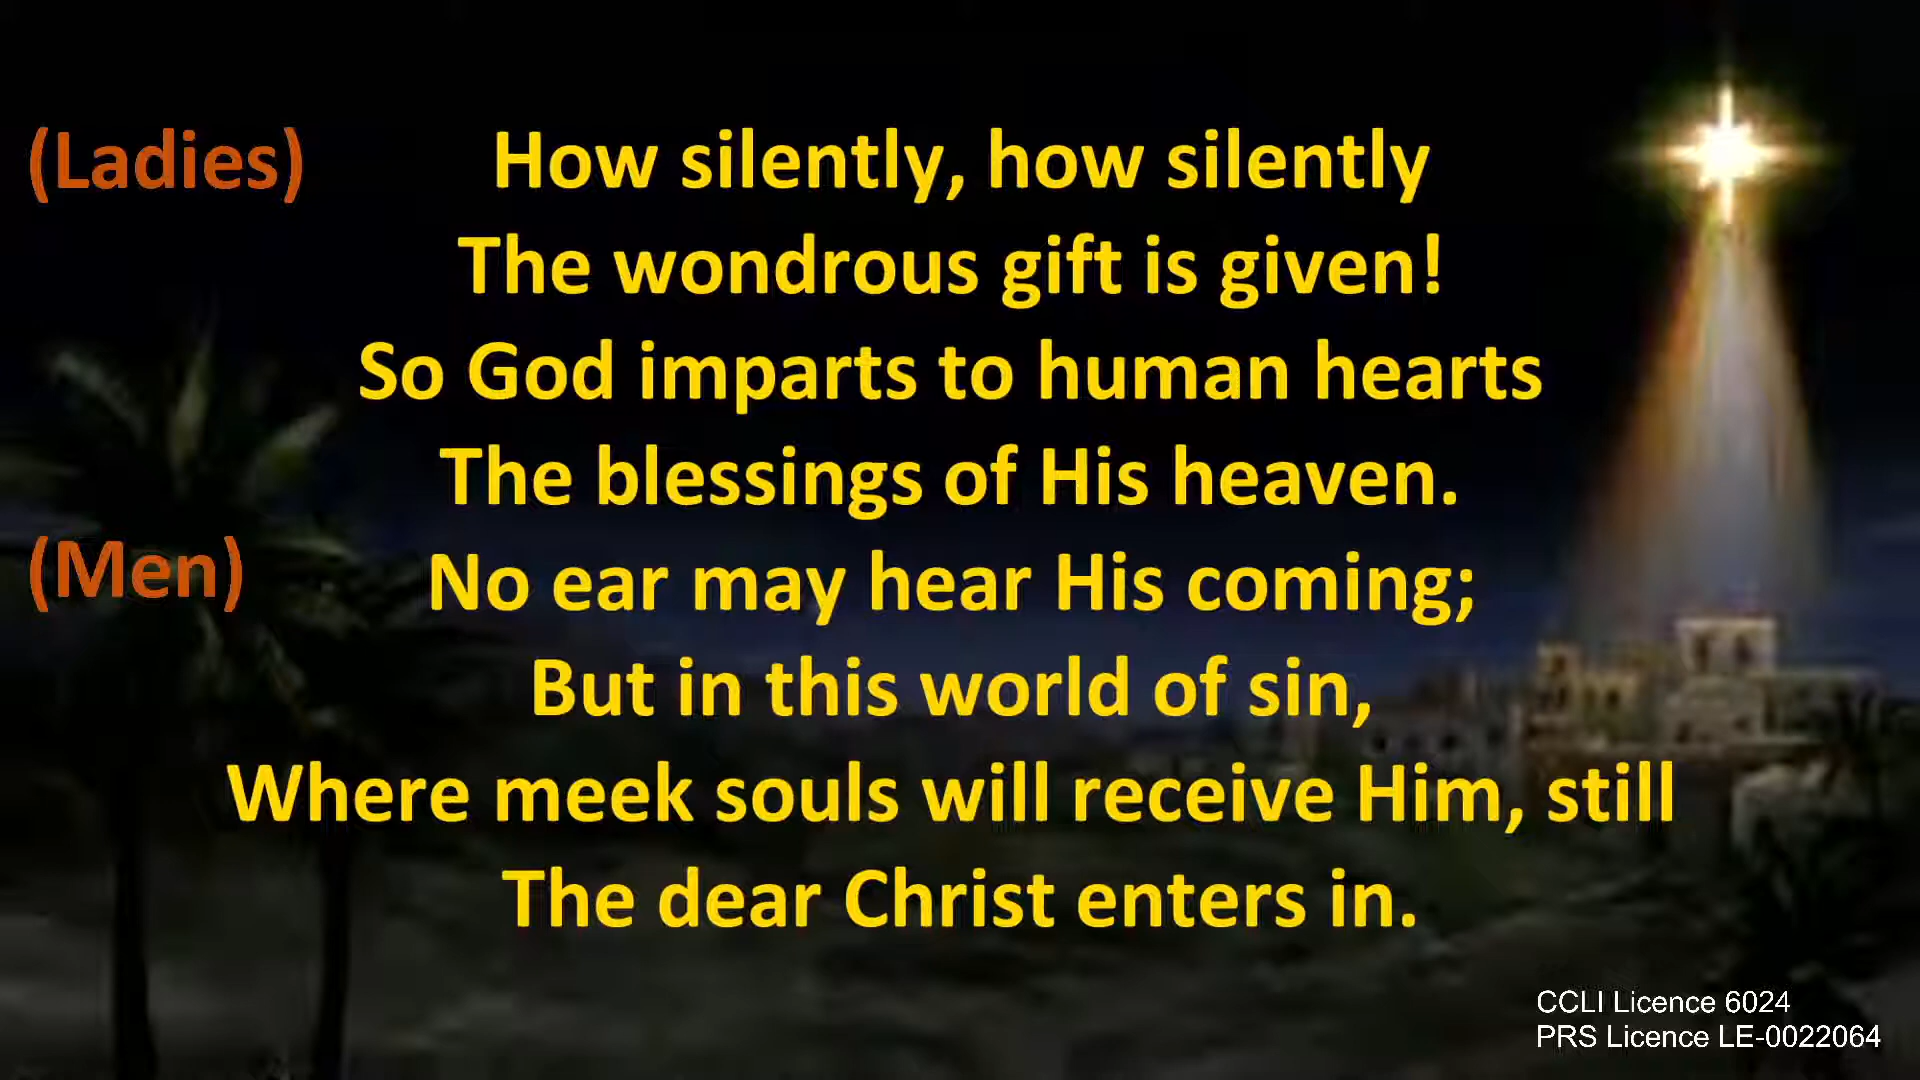 (Ladies) How silently, how silently
The wondrous gift is given!
So God imparts to human hearts
The blessings of His heaven.
(Men) No ear may hear His coming;
But in this world of sin,
Where meek souls will receive Him, still
The dear Christ enters in.
CCLI Licence 6024
PRS Licence LE-0022064